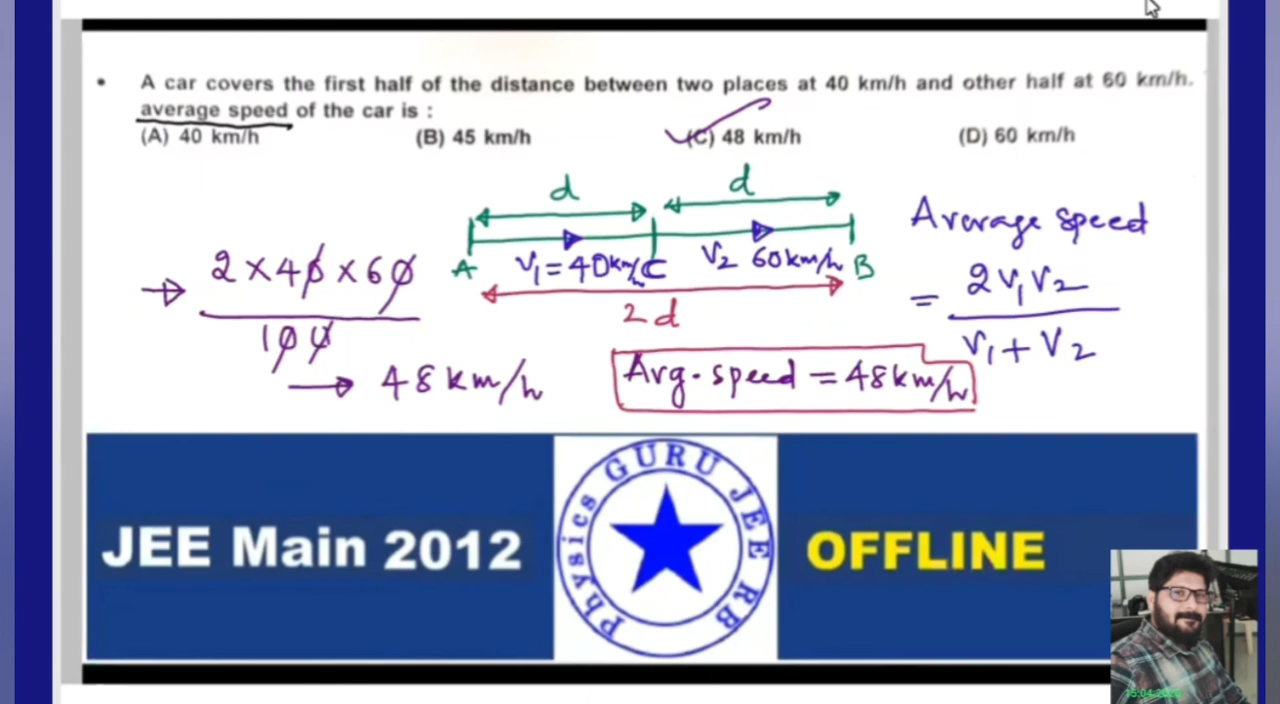 • A car covers the first half of the distance between two places at 40 km/h and other half at 60 km/h.
average speed of the car is :
(A) 40 km/h (B) 45 km/h (C) 48 km/h (D) 60 km/h
d d
A V₁ = 40km/ C V₂ 60km/h B
2d
Average speed
= 2V₁V₂
V₁ + V₂
→ 2 × 40 × 60
100
→ 48 km/h
Avg. speed = 48 km/h
JEE Main 2012
Physics GURU JEE RB
OFFLINE